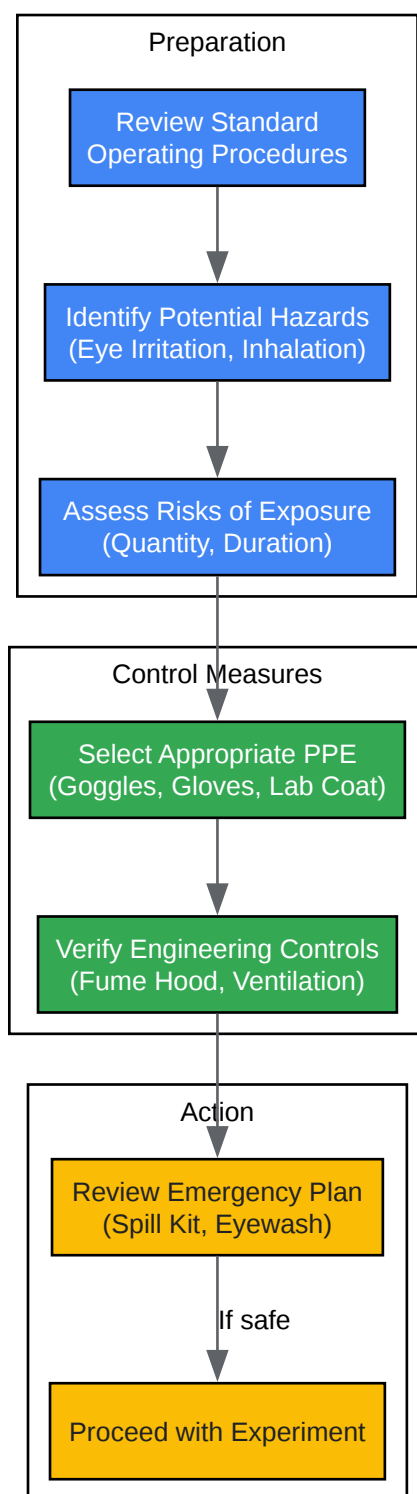 Preparation
Review Standard
Operating Procedures
Identify Potential Hazards
(Eye Irritation, Inhalation)
Assess Risks of Exposure
(Quantity, Duration)
Control Measures
Select Appropriate PPE
(Goggles, Gloves, Lab Coat)
Verify Engineering Controls
(Fume Hood, Ventilation)
Action
Review Emergency Plan
(Spill Kit, Eyewash)
If safe
Proceed with Experiment